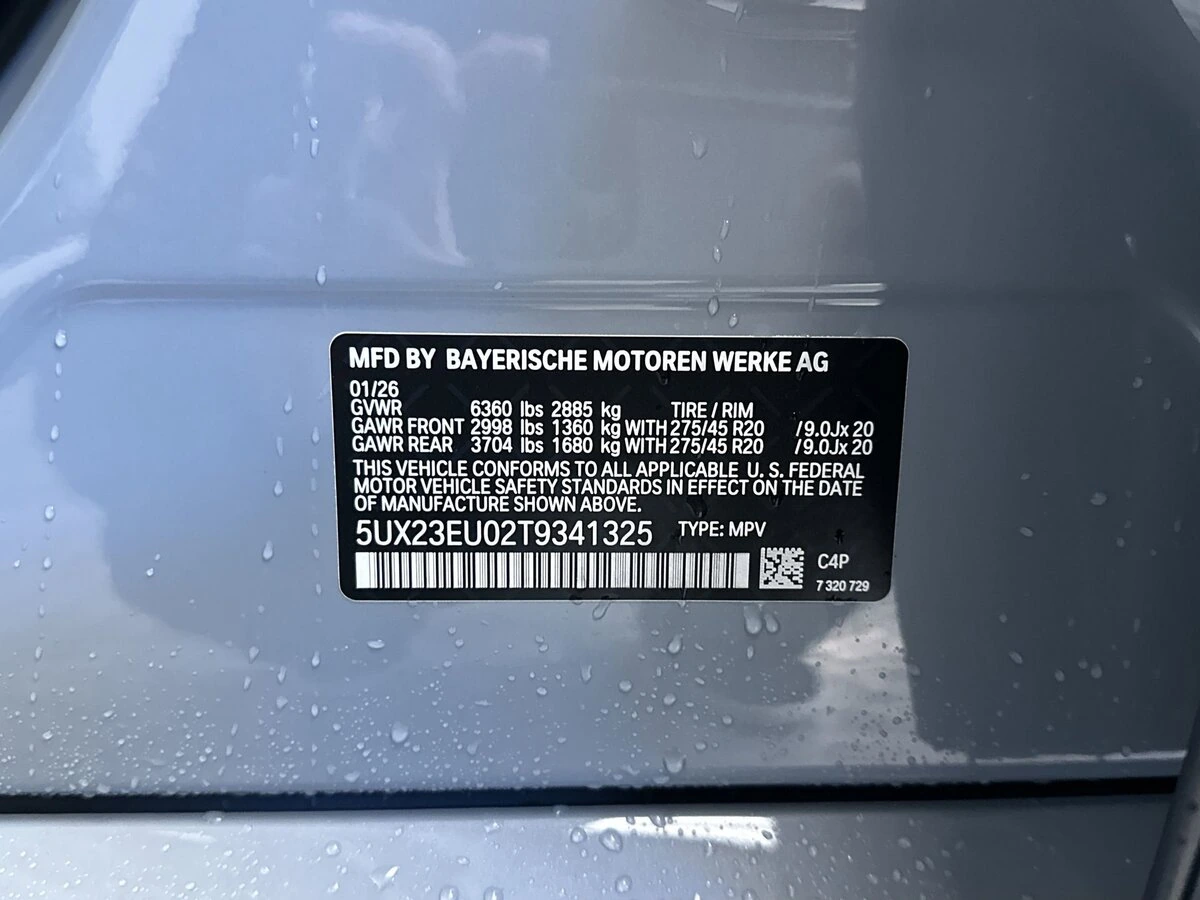 MFD BY BAYERISCHE MOTOREN WERKE AG
01/26
GVWR 6360 lbs 2885 kg TIRE / RIM
GAWR FRONT 2998 lbs 1360 kg WITH 275/45 R20 /9.0Jx 20
GAWR REAR 3704 lbs 1680 kg WITH 275/45 R20 /9.0Jx 20
THIS VEHICLE CONFORMS TO ALL APPLICABLE U. S. FEDERAL
MOTOR VEHICLE SAFETY STANDARDS IN EFFECT ON THE DATE
OF MANUFACTURE SHOWN ABOVE.
5UX23EU02T9341325 TYPE: MPV
C4P
7 320 729